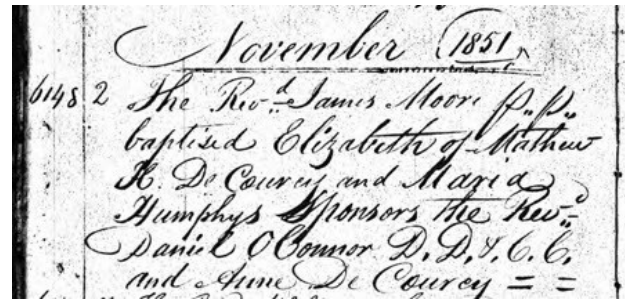 November 1851
6148 2 The Revd. James Moore P.P.
baptised Elizabeth of Mathew
H. De Courcy and Maria
Humphys Sponsors the Revd.
Daniel O'Connor D.D. & C.C.
and Anne De Courcy = =